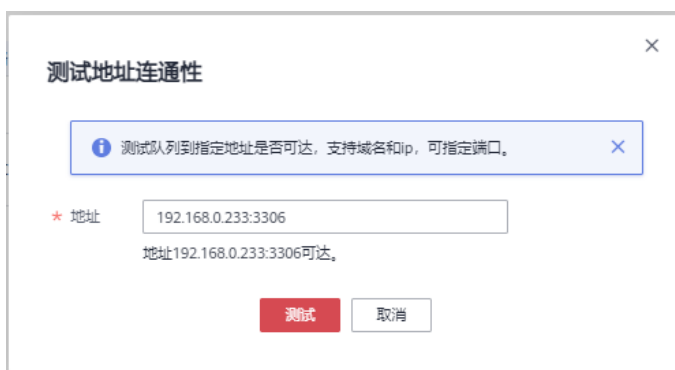 测试地址连通性
测试队列到指定地址是否可达，支持域名和ip，可指定端口。
* 地址 192.168.0.233:3306
地址192.168.0.233:3306可达。
测试 取消